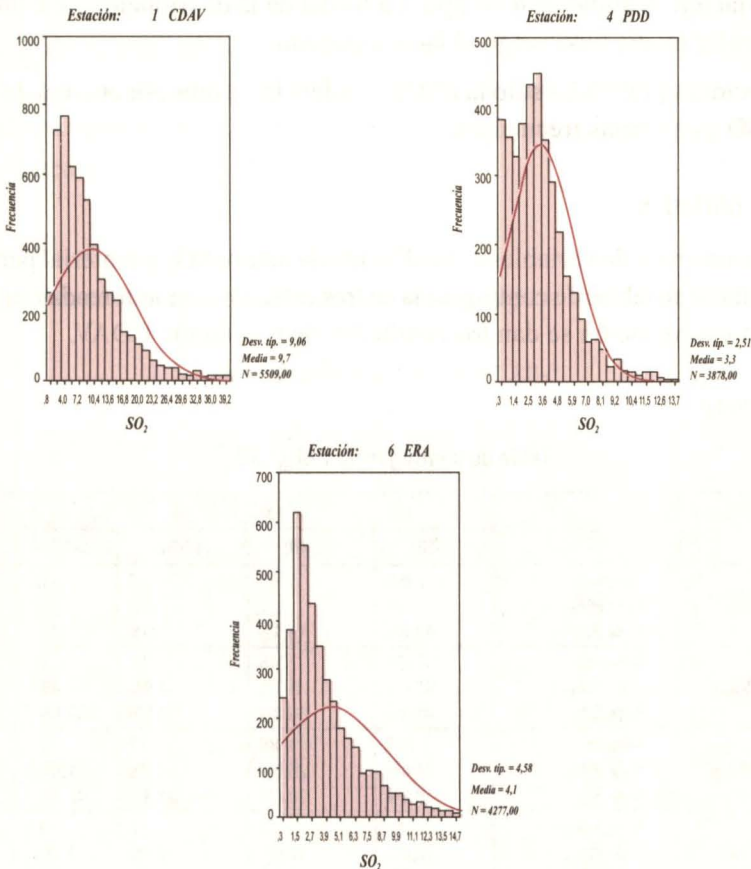 Estación: 1 CDAV
1000
800
600
400
200
0
Frecuencia
,8 4,0 7,2 10,4 13,6 16,8 20,0 23,2 26,4 29,6 32,8 36,0 39,2
SO₂
Desv. típ. = 9,06
Media = 9,7
N = 5509,00
Estación: 4 PDD
500
400
300
200
100
0
Frecuencia
,3 1,4 2,5 3,6 4,8 5,9 7,0 8,1 9,2 10,4 11,5 12,6 13,7
SO₂
Desv. típ. = 2,51
Media = 3,3
N = 3878,00
Estación: 6 ERA
700
600
500
400
300
200
100
0
Frecuencia
,3 1,5 2,7 3,9 5,1 6,3 7,5 8,7 9,9 11,1 12,3 13,5 14,7
SO₂
Desv. típ. = 4,58
Media = 4,1
N = 4277,00